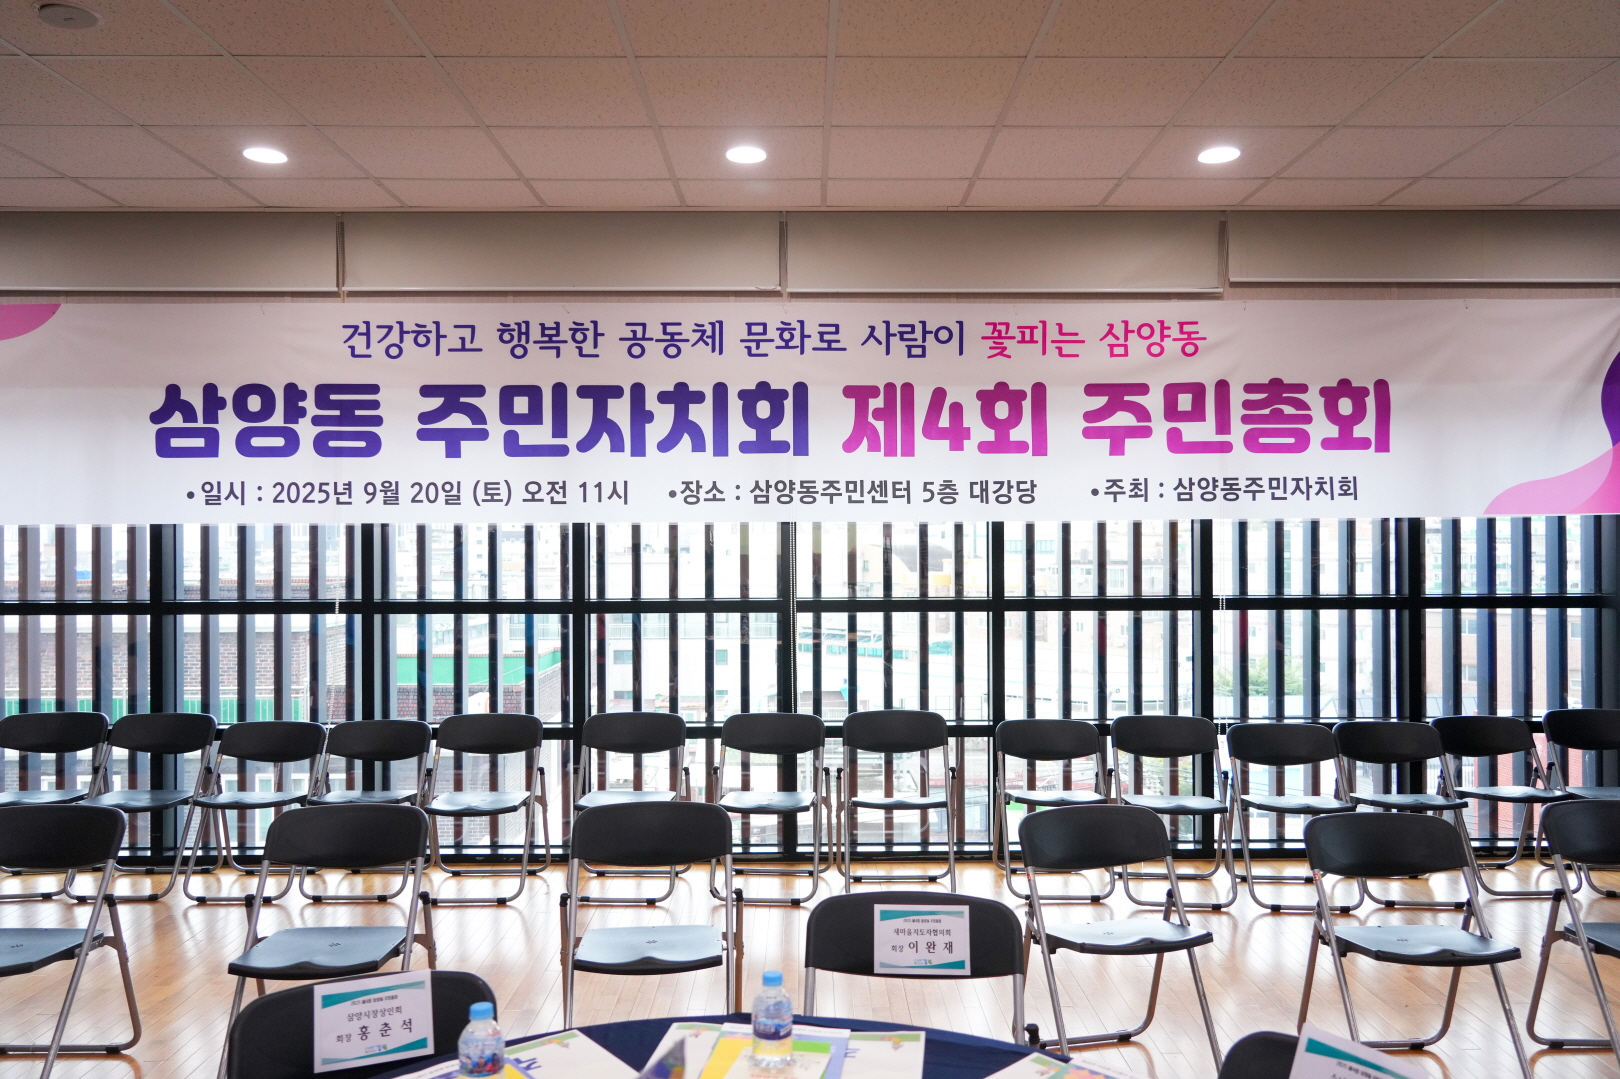 건강하고 행복한 공동체 문화로 사람이 꽃피는 삼양동
삼양동 주민자치회 제4회 주민총회
•일시 : 2025년 9월 20일 (토) 오전 11시 •장소 : 삼양동주민센터 5층 대강당 •주최 : 삼양동주민자치회
새마을지도자협의회
회장 이 완 재
삼양시장상인회
회장 홍 춘 석